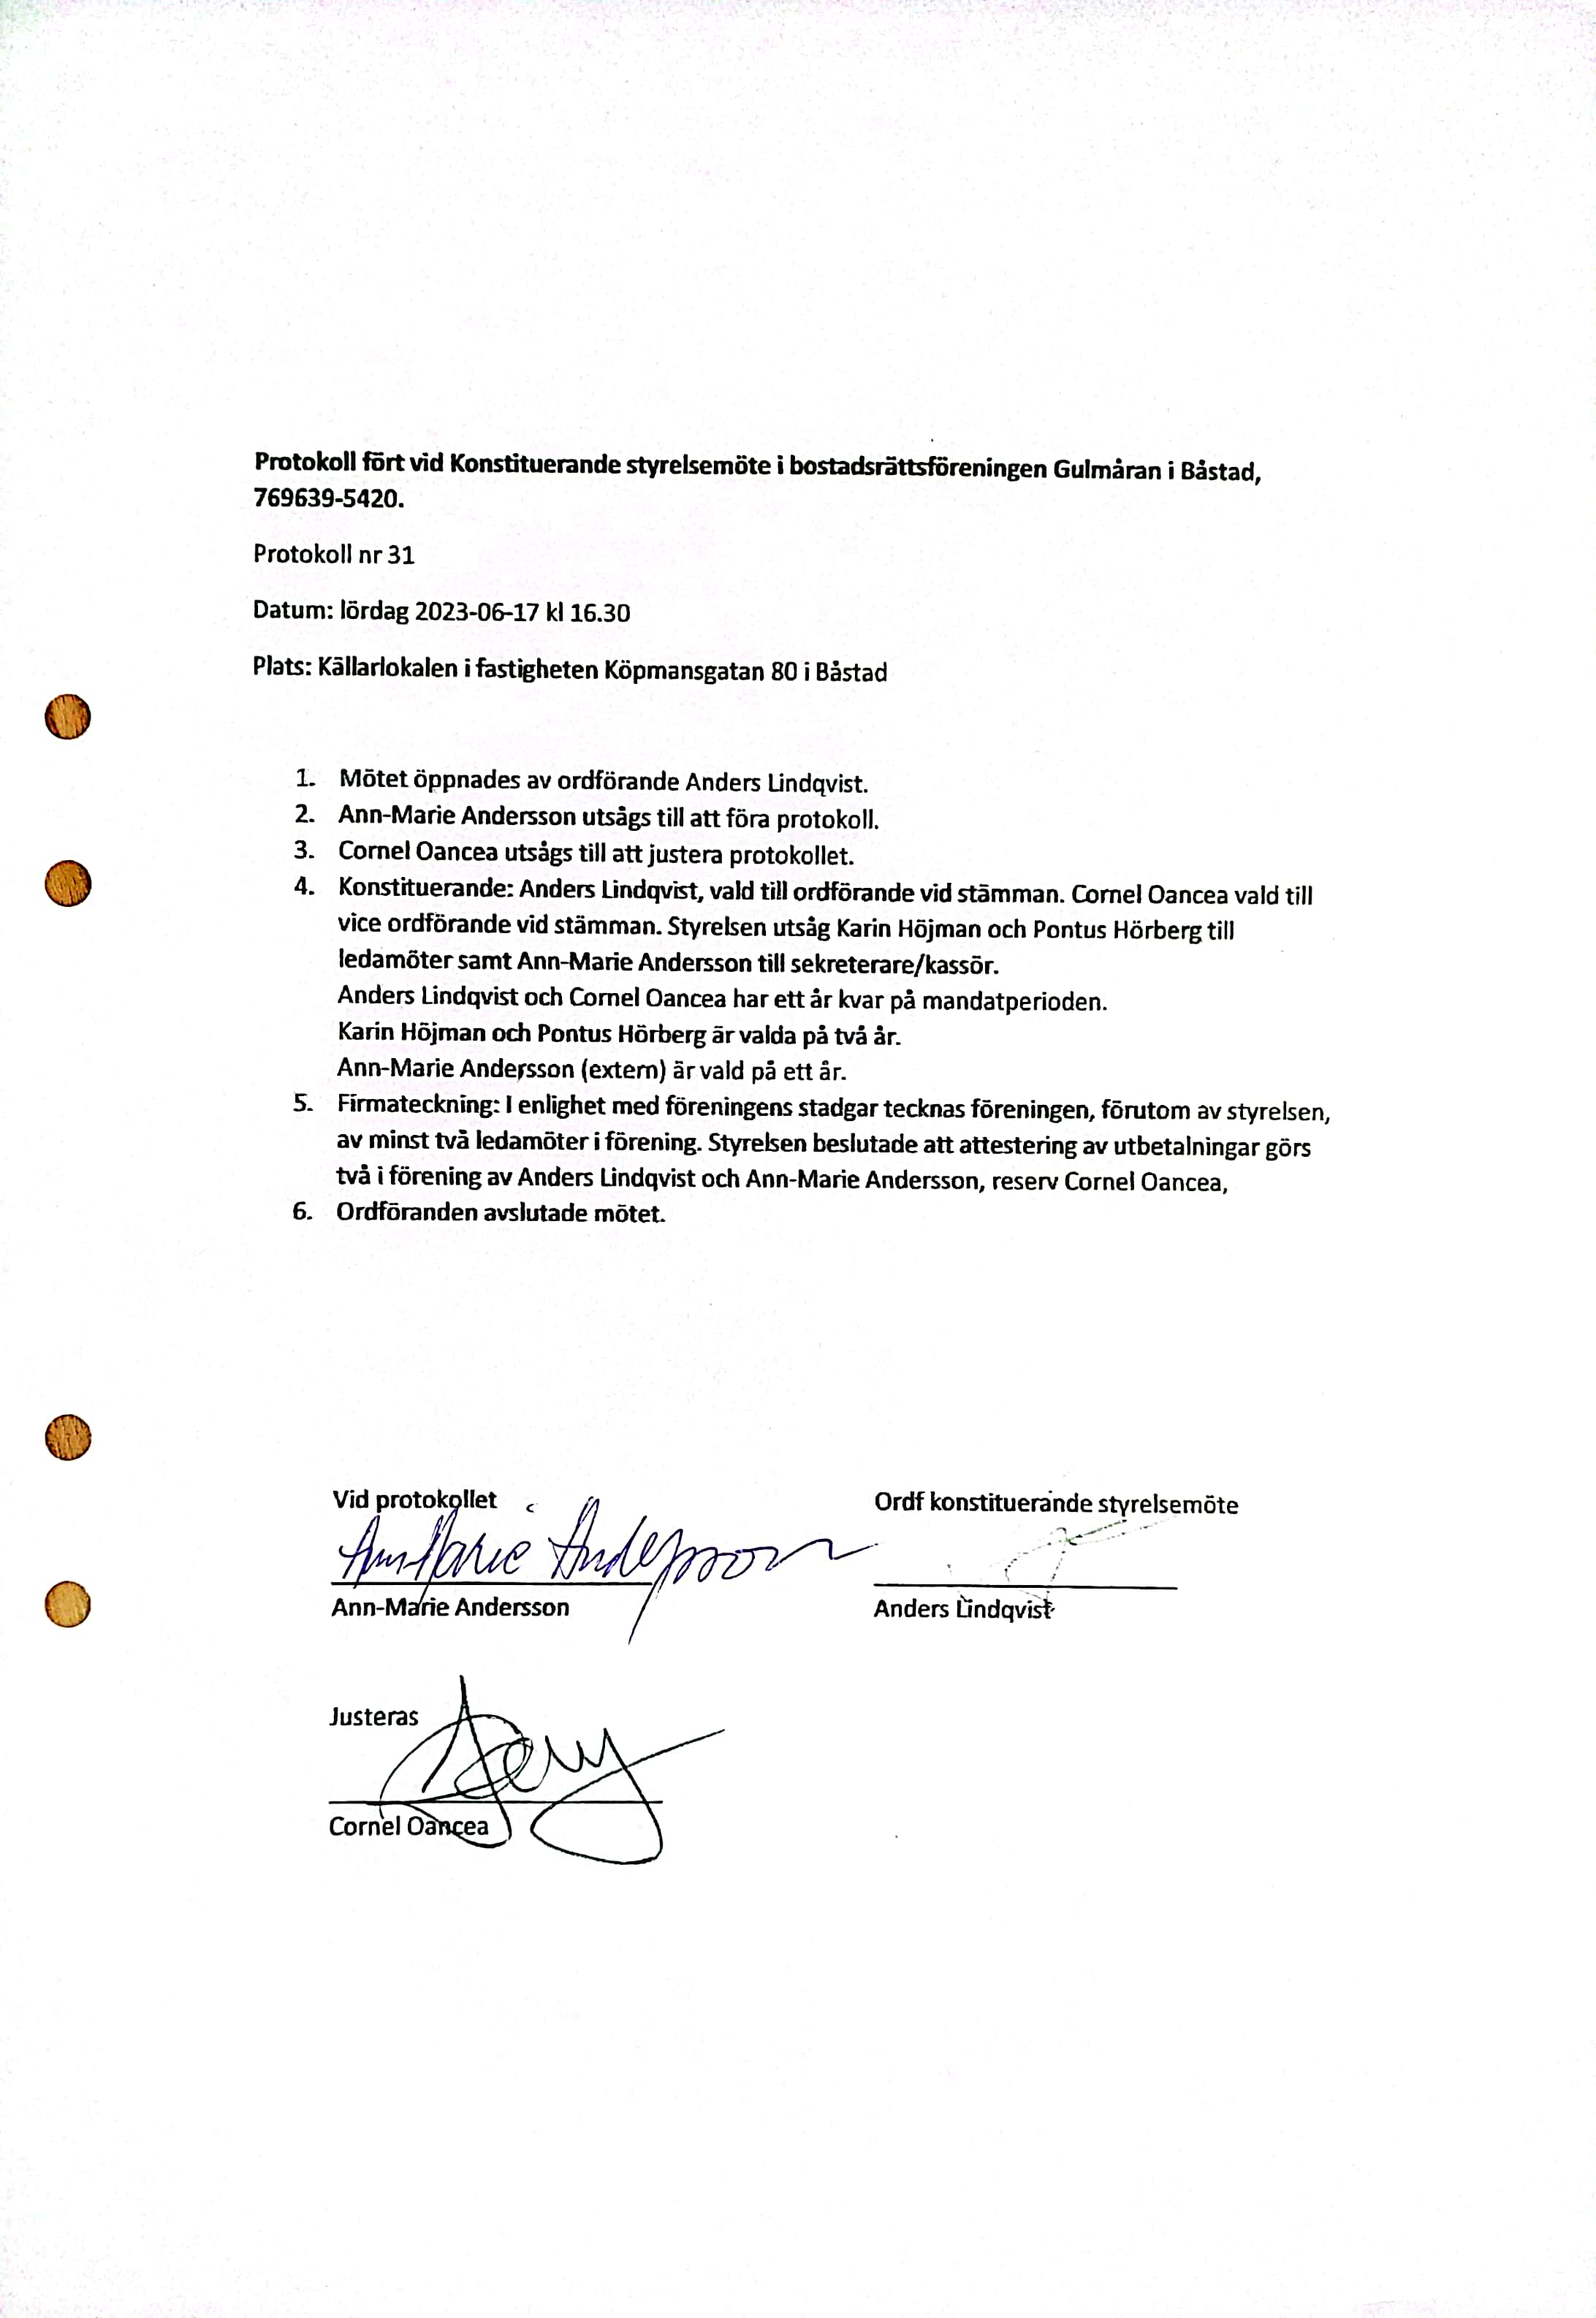 Protokoll fört vid Konstituerande styrelsemöte i bostadsrättsföreningen Gulmåran i Båstad,
769639-5420.
Protokoll nr 31
Datum: lördag 2023-06-17 kl 16.30
Plats: Källarlokalen i fastigheten Köpmansgatan 80 i Båstad
1. Mötet öppnades av ordförande Anders Lindqvist.
2. Ann-Marie Andersson utsågs till att föra protokoll.
3. Cornel Oancea utsågs till att justera protokollet.
4. Konstituerande: Anders Lindqvist, vald till ordförande vid stämman. Cornel Oancea vald till
vice ordförande vid stämman. Styrelsen utsåg Karin Höjman och Pontus Hörberg till
ledamöter samt Ann-Marie Andersson till sekreterare/kassör.
Anders Lindqvist och Cornel Oancea har ett år kvar på mandatperioden.
Karin Höjman och Pontus Hörberg är valda på två år.
Ann-Marie Andersson (extern) är vald på ett år.
5. Firmateckning: I enlighet med föreningens stadgar tecknas föreningen, förutom av styrelsen,
av minst två ledamöter i förening. Styrelsen beslutade att attestering av utbetalningar görs
två i förening av Anders Lindqvist och Ann-Marie Andersson, reserv Cornel Oancea,
6. Ordföranden avslutade mötet.
Vid protokollet
Ordf konstituerande styrelsemöte
AnnMarie Andersson
Ann-Marie Andersson
Anders Lindqvist
Justeras
Cornel Oancea